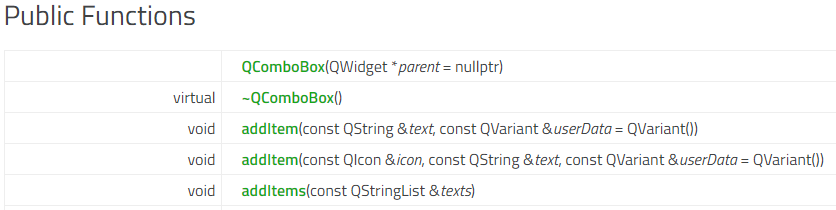 Public Functions
QComboBox(QWidget *parent = nullptr)
virtual ~QComboBox()
void addItem(const QString &text, const QVariant &userData = QVariant())
void addItem(const QIcon &icon, const QString &text, const QVariant &userData = QVariant())
void addItems(const QStringList &texts)